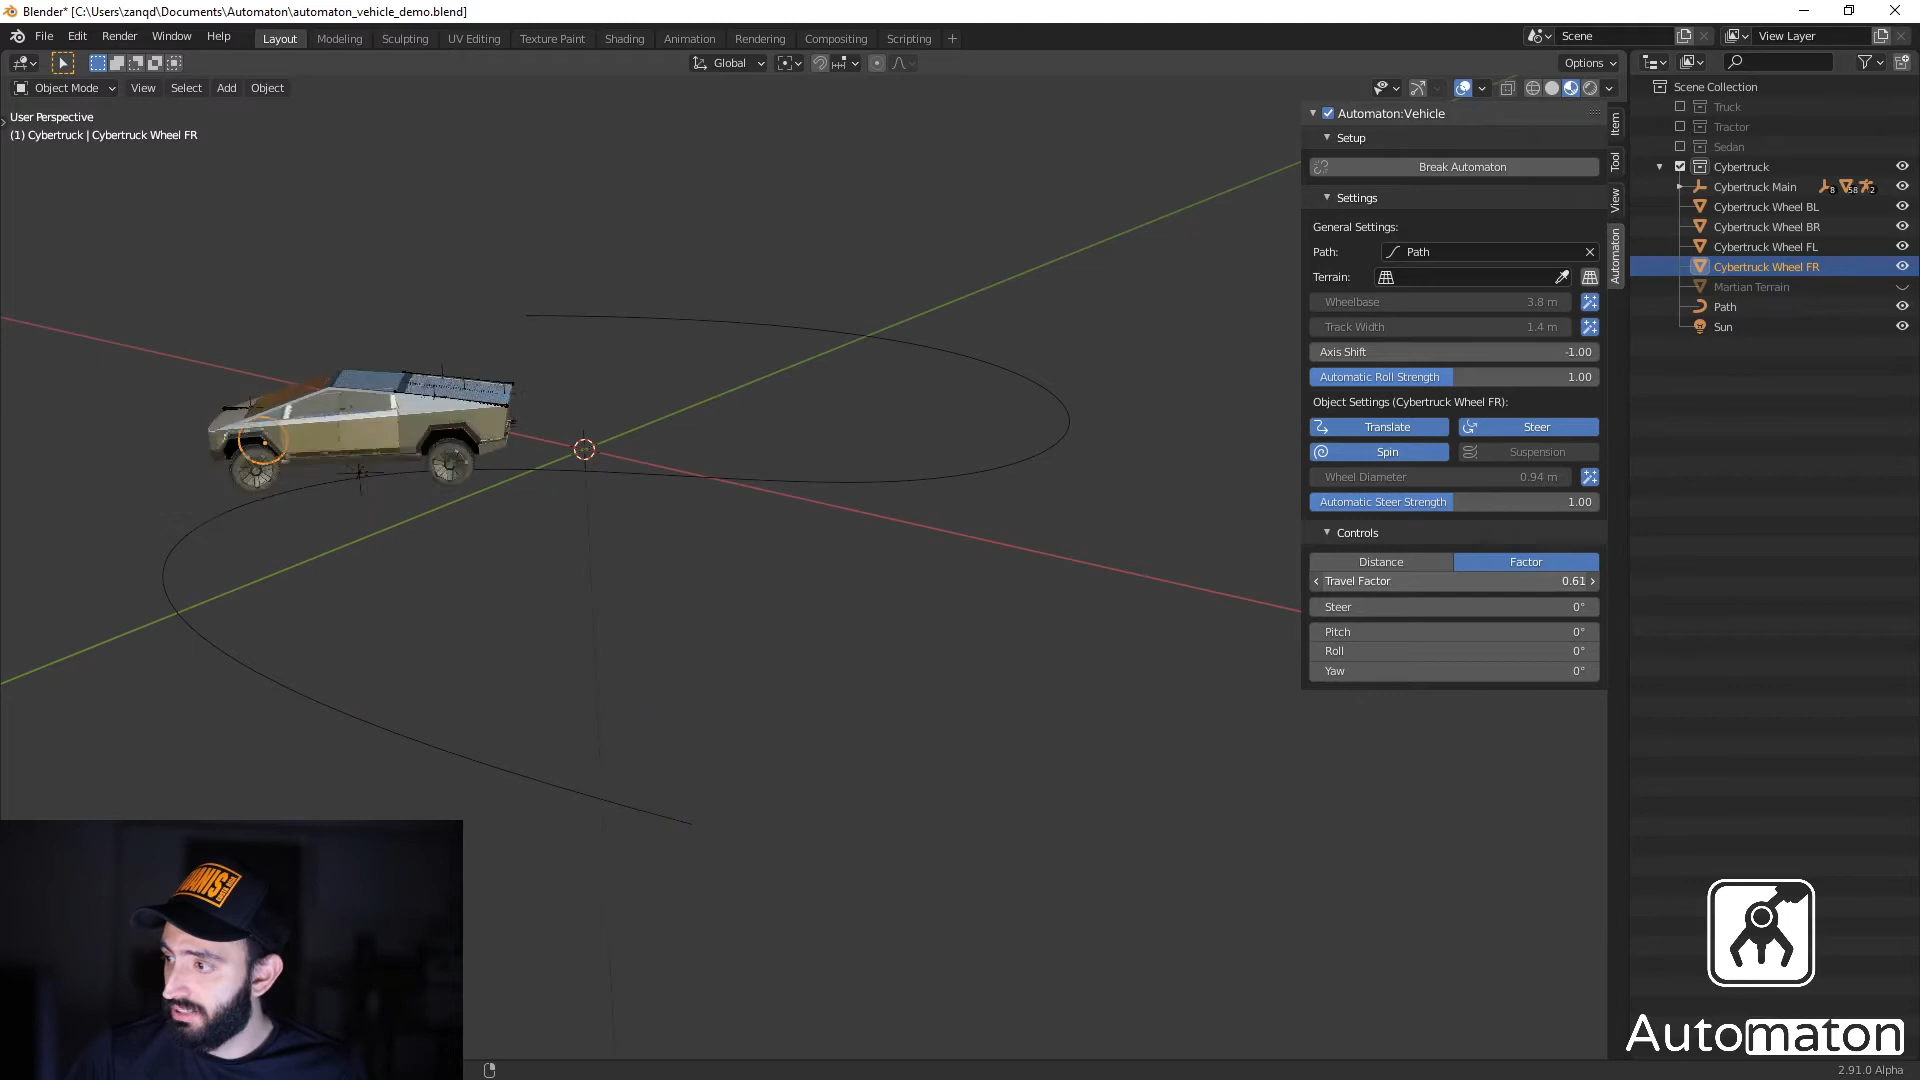 Blender* [C:\Users\zanqd\Documents\Automaton\automaton_vehicle_demo.blend]
File Edit Render Window Help
Layout Modeling Sculpting UV Editing Texture Paint Shading Animation Rendering Compositing Scripting +
Scene
View Layer
Global
Options
Object Mode View Select Add Object
User Perspective
(1) Cybertruck | Cybertruck Wheel FR
Automaton:Vehicle
Setup
Break Automaton
Settings
General Settings:
Path: Path
Terrain:
Wheelbase 3.8 m
Track Width 1.4 m
Axis Shift -1.00
Automatic Roll Strength 1.00
Object Settings (Cybertruck Wheel FR):
Translate Steer
Spin Suspension
Wheel Diameter 0.94 m
Automatic Steer Strength 1.00
Controls
Distance Factor
Travel Factor 0.61
Steer 0°
Pitch 0°
Roll 0°
Yaw 0°
Item
Tool
View
Automaton
Scene Collection
Truck
Tractor
Sedan
Cybertruck
Cybertruck Main 8 58 2
Cybertruck Wheel BL
Cybertruck Wheel BR
Cybertruck Wheel FL
Cybertruck Wheel FR
Martian Terrain
Path
Sun
Automaton
2.91.0 Alpha